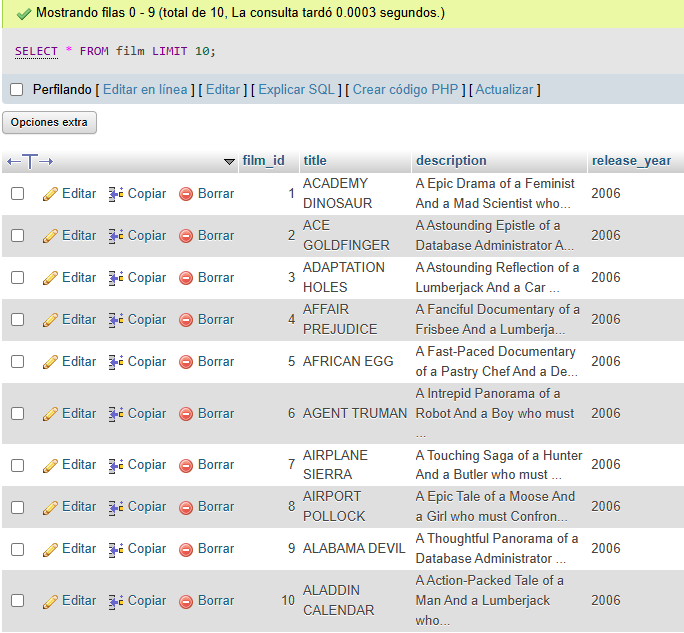 Mostrando filas 0 - 9 (total de 10, La consulta tardó 0.0003 segundos.)
SELECT * FROM film LIMIT 10;
Perfilando [ Editar en línea ] [ Editar ] [ Explicar SQL ] [ Crear código PHP ] [ Actualizar ]
Opciones extra
film_id title description release_year
Editar Copiar Borrar 1 ACADEMY DINOSAUR A Epic Drama of a Feminist And a Mad Scientist who... 2006
Editar Copiar Borrar 2 ACE GOLDFINGER A Astounding Epistle of a Database Administrator A... 2006
Editar Copiar Borrar 3 ADAPTATION HOLES A Astounding Reflection of a Lumberjack And a Car ... 2006
Editar Copiar Borrar 4 AFFAIR PREJUDICE A Fanciful Documentary of a Frisbee And a Lumberja... 2006
Editar Copiar Borrar 5 AFRICAN EGG A Fast-Paced Documentary of a Pastry Chef And a De... 2006
Editar Copiar Borrar 6 AGENT TRUMAN A Intrepid Panorama of a Robot And a Boy who must ... 2006
Editar Copiar Borrar 7 AIRPLANE SIERRA A Touching Saga of a Hunter And a Butler who must ... 2006
Editar Copiar Borrar 8 AIRPORT POLLOCK A Epic Tale of a Moose And a Girl who must Confron... 2006
Editar Copiar Borrar 9 ALABAMA DEVIL A Thoughtful Panorama of a Database Administrator ... 2006
Editar Copiar Borrar 10 ALADDIN CALENDAR A Action-Packed Tale of a Man And a Lumberjack who... 2006